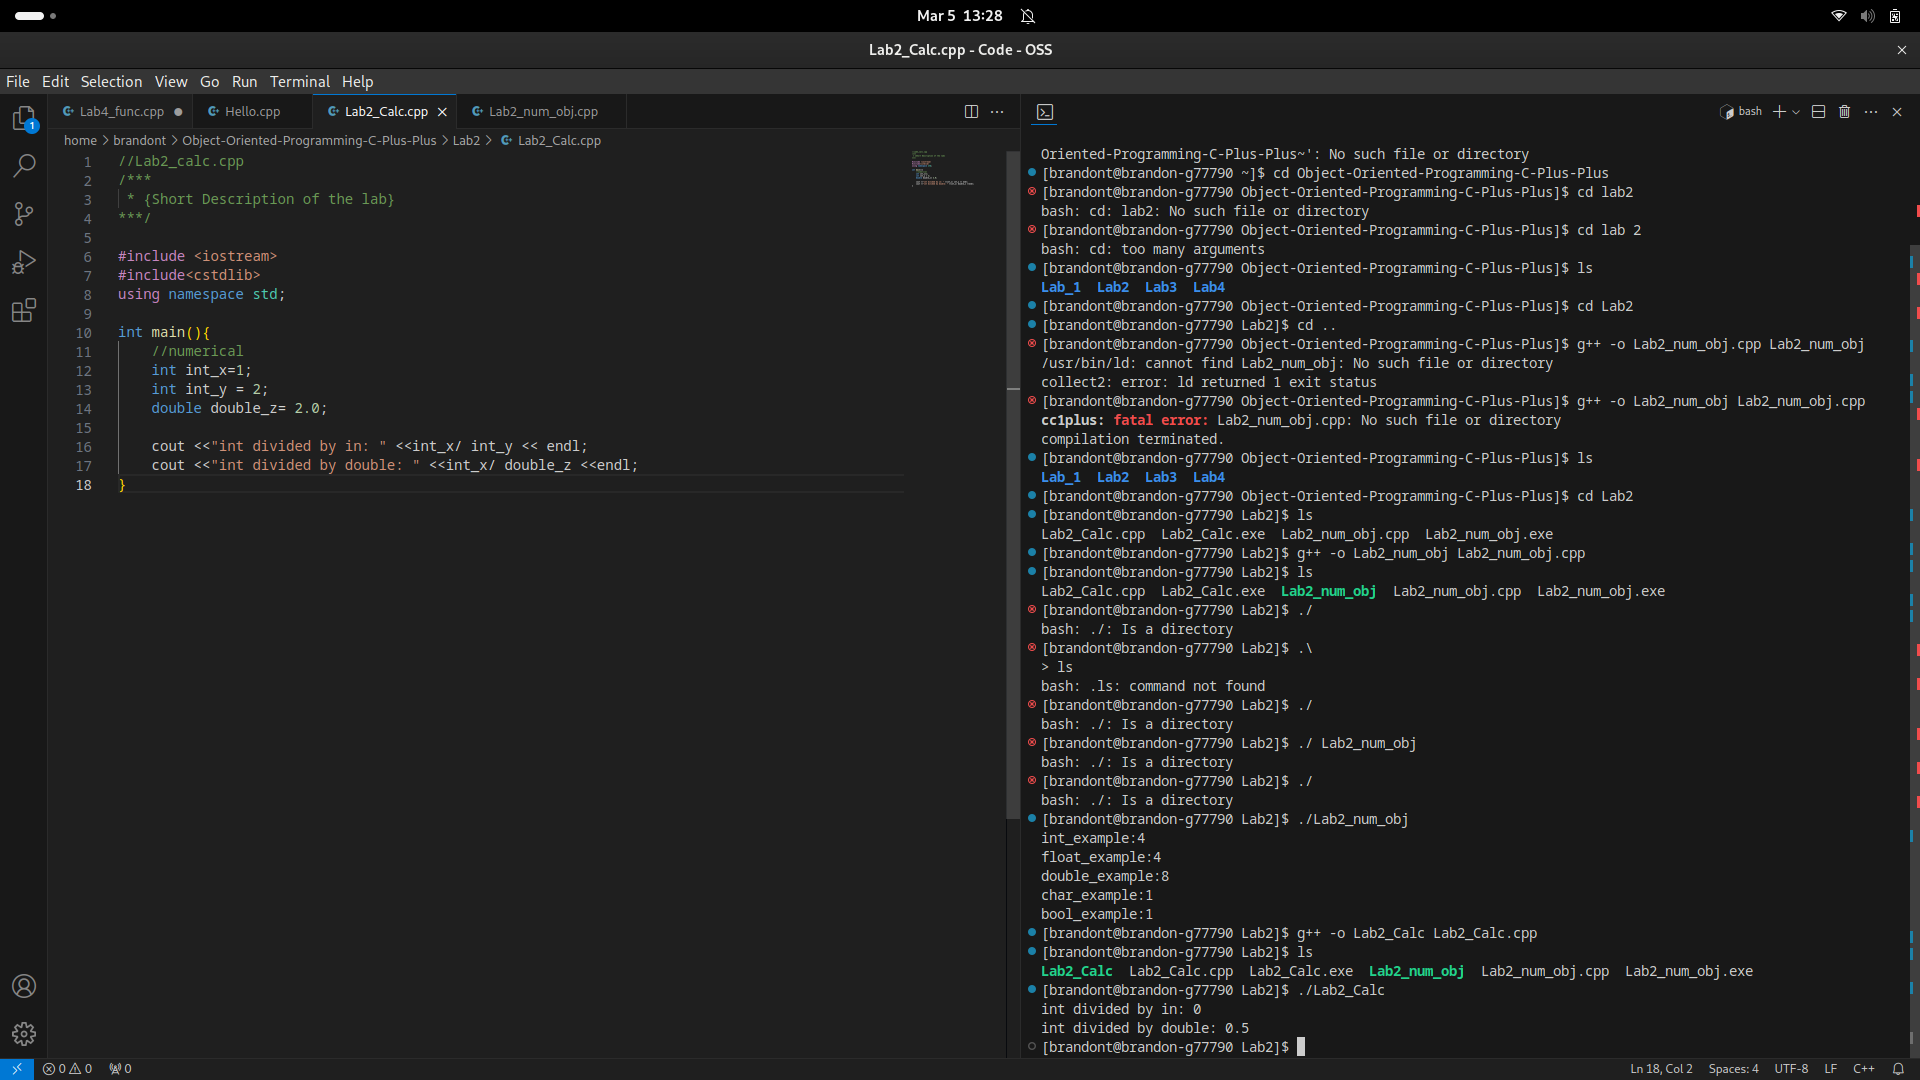 Mar 5 13:28
Lab2_Calc.cpp - Code - OSS
File Edit Selection View Go Run Terminal Help
Lab4_func.cpp Hello.cpp Lab2_Calc.cpp Lab2_num_obj.cpp
home > brandont > Object-Oriented-Programming-C-Plus-Plus > Lab2 > Lab2_Calc.cpp
1 //Lab2_calc.cpp
2 /***
3 * {Short Description of the lab}
4 ***/
5
6 #include <iostream>
7 #include<cstdlib>
8 using namespace std;
9
10 int main(){
11 //numerical
12 int int_x=1;
13 int int_y = 2;
14 double double_z= 2.0;
15
16 cout <<"int divided by in: " <<int_x/ int_y << endl;
17 cout <<"int divided by double: " <<int_x/ double_z <<endl;
18 }
1
bash
Oriented-Programming-C-Plus-Plus~': No such file or directory
[brandont@brandon-g77790 ~]$ cd Object-Oriented-Programming-C-Plus-Plus
[brandont@brandon-g77790 Object-Oriented-Programming-C-Plus-Plus]$ cd lab2
bash: cd: lab2: No such file or directory
[brandont@brandon-g77790 Object-Oriented-Programming-C-Plus-Plus]$ cd lab 2
bash: cd: too many arguments
[brandont@brandon-g77790 Object-Oriented-Programming-C-Plus-Plus]$ ls
Lab_1 Lab2 Lab3 Lab4
[brandont@brandon-g77790 Object-Oriented-Programming-C-Plus-Plus]$ cd Lab2
[brandont@brandon-g77790 Lab2]$ cd ..
[brandont@brandon-g77790 Object-Oriented-Programming-C-Plus-Plus]$ g++ -o Lab2_num_obj.cpp Lab2_num_obj
/usr/bin/ld: cannot find Lab2_num_obj: No such file or directory
collect2: error: ld returned 1 exit status
[brandont@brandon-g77790 Object-Oriented-Programming-C-Plus-Plus]$ g++ -o Lab2_num_obj Lab2_num_obj.cpp
cc1plus: fatal error: Lab2_num_obj.cpp: No such file or directory
compilation terminated.
[brandont@brandon-g77790 Object-Oriented-Programming-C-Plus-Plus]$ ls
Lab_1 Lab2 Lab3 Lab4
[brandont@brandon-g77790 Object-Oriented-Programming-C-Plus-Plus]$ cd Lab2
[brandont@brandon-g77790 Lab2]$ ls
Lab2_Calc.cpp Lab2_Calc.exe Lab2_num_obj.cpp Lab2_num_obj.exe
[brandont@brandon-g77790 Lab2]$ g++ -o Lab2_num_obj Lab2_num_obj.cpp
[brandont@brandon-g77790 Lab2]$ ls
Lab2_Calc.cpp Lab2_Calc.exe Lab2_num_obj Lab2_num_obj.cpp Lab2_num_obj.exe
[brandont@brandon-g77790 Lab2]$ ./
bash: ./: Is a directory
[brandont@brandon-g77790 Lab2]$ .\
> ls
bash: .ls: command not found
[brandont@brandon-g77790 Lab2]$ ./
bash: ./: Is a directory
[brandont@brandon-g77790 Lab2]$ ./ Lab2_num_obj
bash: ./: Is a directory
[brandont@brandon-g77790 Lab2]$ ./
bash: ./: Is a directory
[brandont@brandon-g77790 Lab2]$ ./Lab2_num_obj
int_example:4
float_example:4
double_example:8
char_example:1
bool_example:1
[brandont@brandon-g77790 Lab2]$ g++ -o Lab2_Calc Lab2_Calc.cpp
[brandont@brandon-g77790 Lab2]$ ls
Lab2_Calc Lab2_Calc.cpp Lab2_Calc.exe Lab2_num_obj Lab2_num_obj.cpp Lab2_num_obj.exe
[brandont@brandon-g77790 Lab2]$ ./Lab2_Calc
int divided by in: 0
int divided by double: 0.5
[brandont@brandon-g77790 Lab2]$
0 0 0 Ln 18, Col 2 Spaces: 4 UTF-8 LF C++